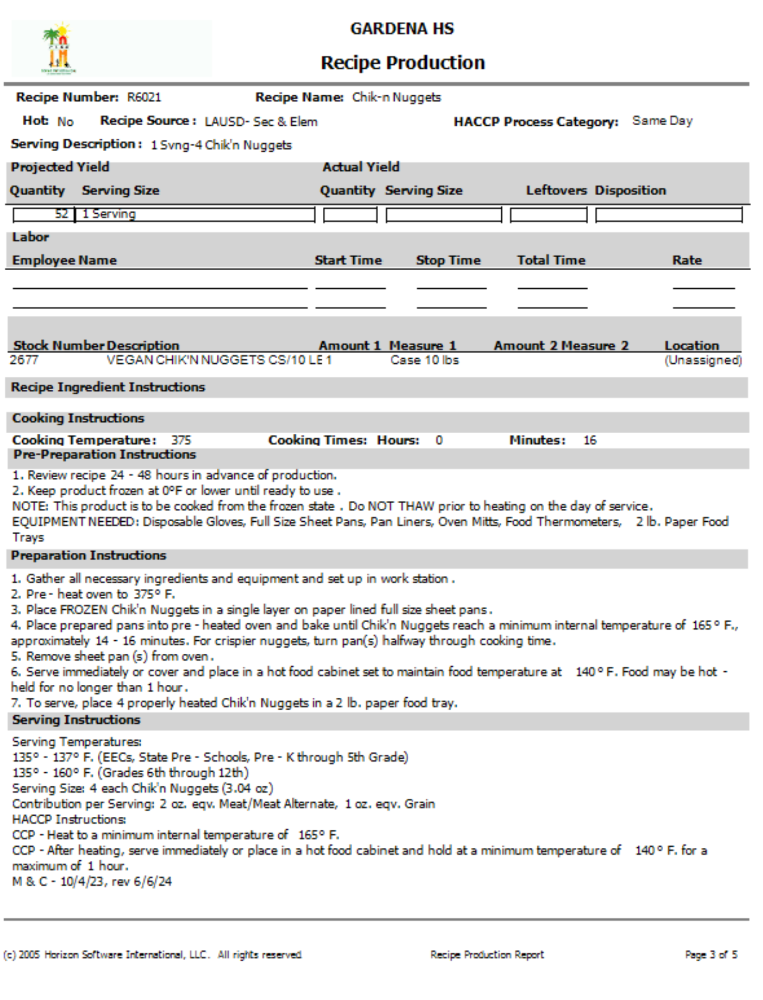 GARDENA HS
Recipe Production
Recipe Number: R6021 Recipe Name: Chik-n Nuggets
Hot: No Recipe Source : LAUSD- Sec & Elem HACCP Process Category: Same Day
Serving Description : 1 Svng-4 Chik'n Nuggets
Projected Yield Actual Yield
Quantity Serving Size Quantity Serving Size Leftovers Disposition
52 1 Serving
Labor
Employee Name Start Time Stop Time Total Time Rate
Stock Number Description Amount 1 Measure 1 Amount 2 Measure 2 Location
2677 VEGAN CHIK'N NUGGETS CS/10 LE 1 Case 10 lbs (Unassigned)
Recipe Ingredient Instructions
Cooking Instructions
Cooking Temperature: 375 Cooking Times: Hours: 0 Minutes: 16
Pre-Preparation Instructions
1. Review recipe 24 - 48 hours in advance of production.
2. Keep product frozen at 0ºF or lower until ready to use .
NOTE: This product is to be cooked from the frozen state . Do NOT THAW prior to heating on the day of service.
EQUIPMENT NEEDED: Disposable Gloves, Full Size Sheet Pans, Pan Liners, Oven Mitts, Food Thermometers, 2 lb. Paper Food
Trays
Preparation Instructions
1. Gather all necessary ingredients and equipment and set up in work station .
2. Pre - heat oven to 375º F.
3. Place FROZEN Chik'n Nuggets in a single layer on paper lined full size sheet pans .
4. Place prepared pans into pre - heated oven and bake until Chik'n Nuggets reach a minimum internal temperature of 165 º F.,
approximately 14 - 16 minutes. For crispier nuggets, turn pan(s) halfway through cooking time.
5. Remove sheet pan (s) from oven .
6. Serve immediately or cover and place in a hot food cabinet set to maintain food temperature at 140 º F. Food may be hot -
held for no longer than 1 hour .
7. To serve, place 4 properly heated Chik'n Nuggets in a 2 lb. paper food tray.
Serving Instructions
Serving Temperatures:
135º - 137º F. (EECs, State Pre - Schools, Pre - K through 5th Grade)
135º - 160º F. (Grades 6th through 12th)
Serving Size: 4 each Chik'n Nuggets (3.04 oz)
Contribution per Serving: 2 oz. eqv. Meat/Meat Alternate, 1 oz. eqv. Grain
HACCP Instructions:
CCP - Heat to a minimum internal temperature of 165º F.
CCP - After heating, serve immediately or place in a hot food cabinet and hold at a minimum temperature of 140 º F. for a
maximum of 1 hour.
M & C - 10/4/23, rev 6/6/24
(c) 2005 Horizon Software International, LLC. All rights reserved Recipe Production Report Page 3 of 5